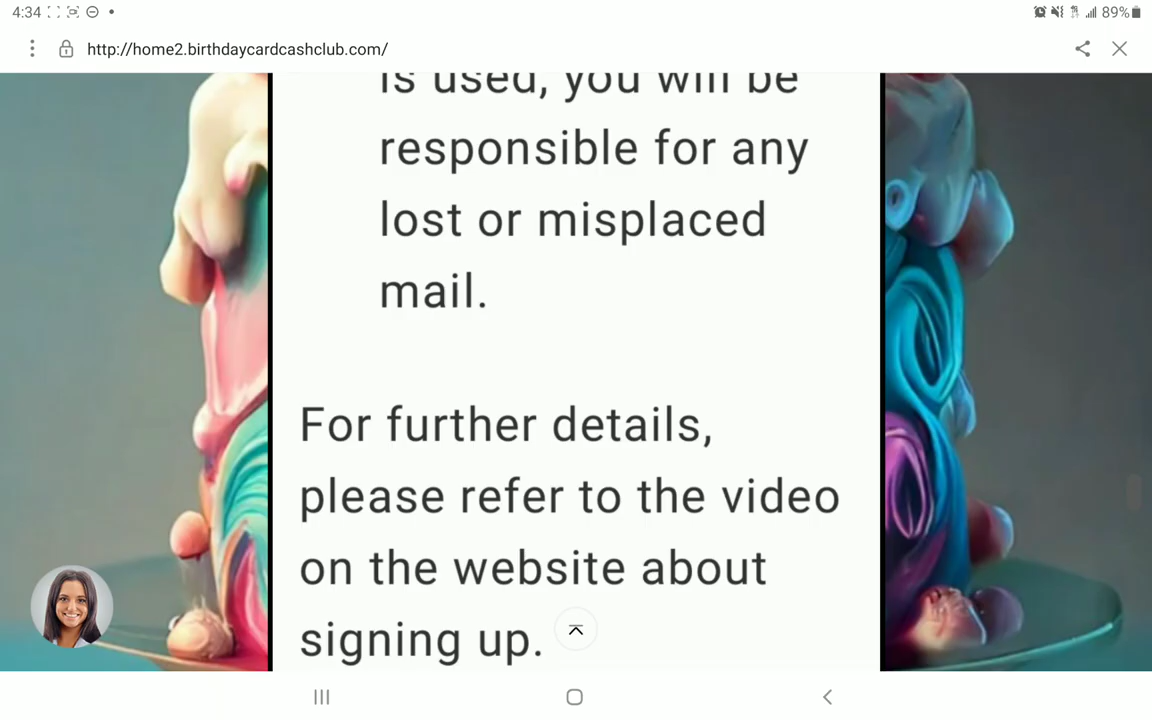 4:34
89%
http://home2.birthdaycardcashclub.com/
is used, you will be
responsible for any
lost or misplaced
mail.
For further details,
please refer to the video
on the website about
signing up.